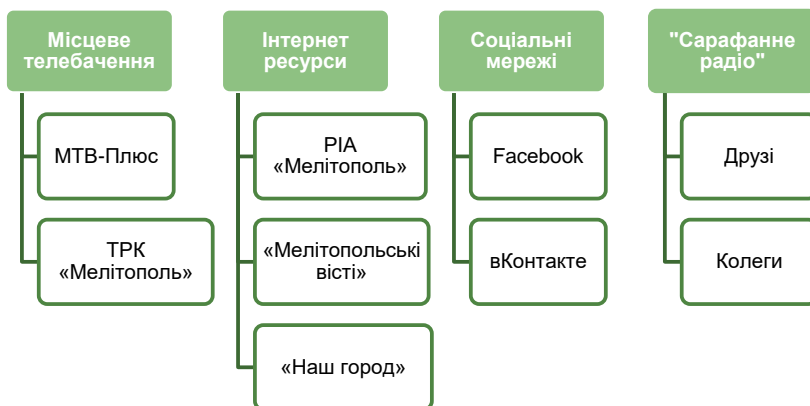 Місцеве
телебачення
МТВ-Плюс
ТРК
«Мелітополь»
Інтернет
ресурси
РІА
«Мелітополь»
«Мелітопольські
вісті»
«Наш город»
Соціальні
мережі
Facebook
вКонтакте
"Сарафанне
радіо"
Друзі
Колеги